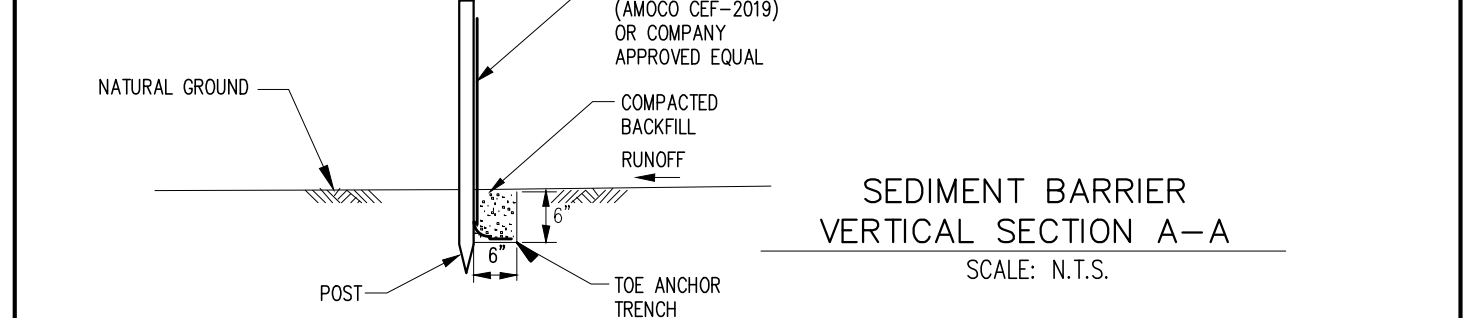 (AMOCO CEF-2019)
OR COMPANY
APPROVED EQUAL
NATURAL GROUND
COMPACTED
BACKFILL
RUNOFF
6"
6"
POST
TOE ANCHOR
TRENCH
SEDIMENT BARRIER
VERTICAL SECTION A-A
SCALE: N.T.S.